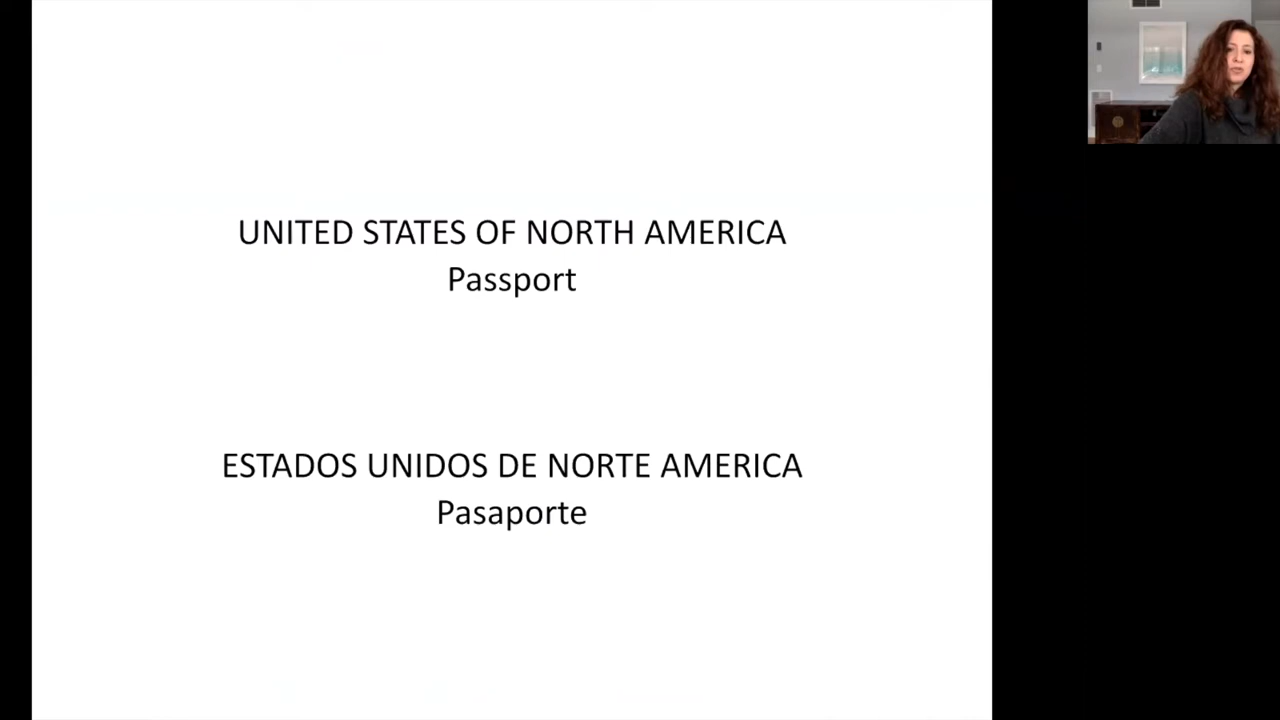 UNITED STATES OF NORTH AMERICA
Passport
ESTADOS UNIDOS DE NORTE AMERICA
Pasaporte